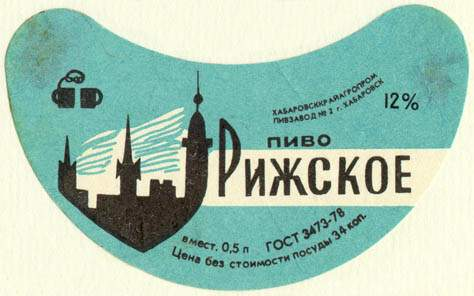 ХАБАРОВСККРАЙАГРОПРОМ
ПИВЗАВОД № 2 г. ХАБАРОВСК
12%
ПИВО
РИЖСКОЕ
вмест. 0,5 л ГОСТ 3473-78
Цена без стоимости посуды 34 коп.